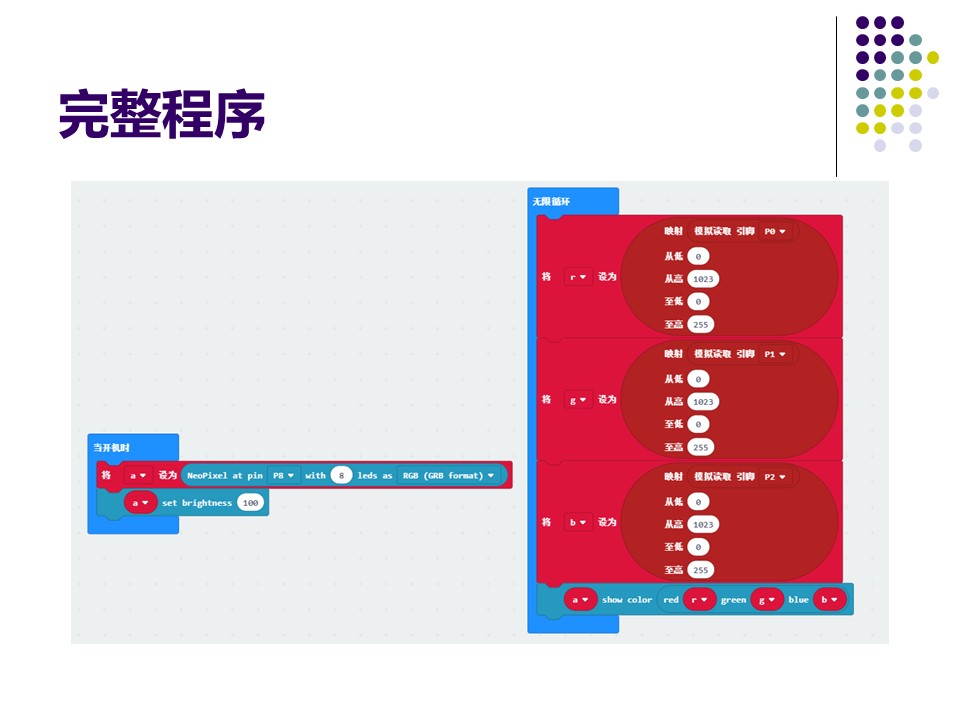 完整程序
当开机时
将 a 设为 NeoPixel at pin P8 with 8 leds as RGB (GRB format)
a set brightness 100
无限循环
将 r 设为 映射 模拟读取 引脚 P0
从低 0
从高 1023
至低 0
至高 255
将 g 设为 映射 模拟读取 引脚 P1
从低 0
从高 1023
至低 0
至高 255
将 b 设为 映射 模拟读取 引脚 P2
从低 0
从高 1023
至低 0
至高 255
a show color red r green g blue b